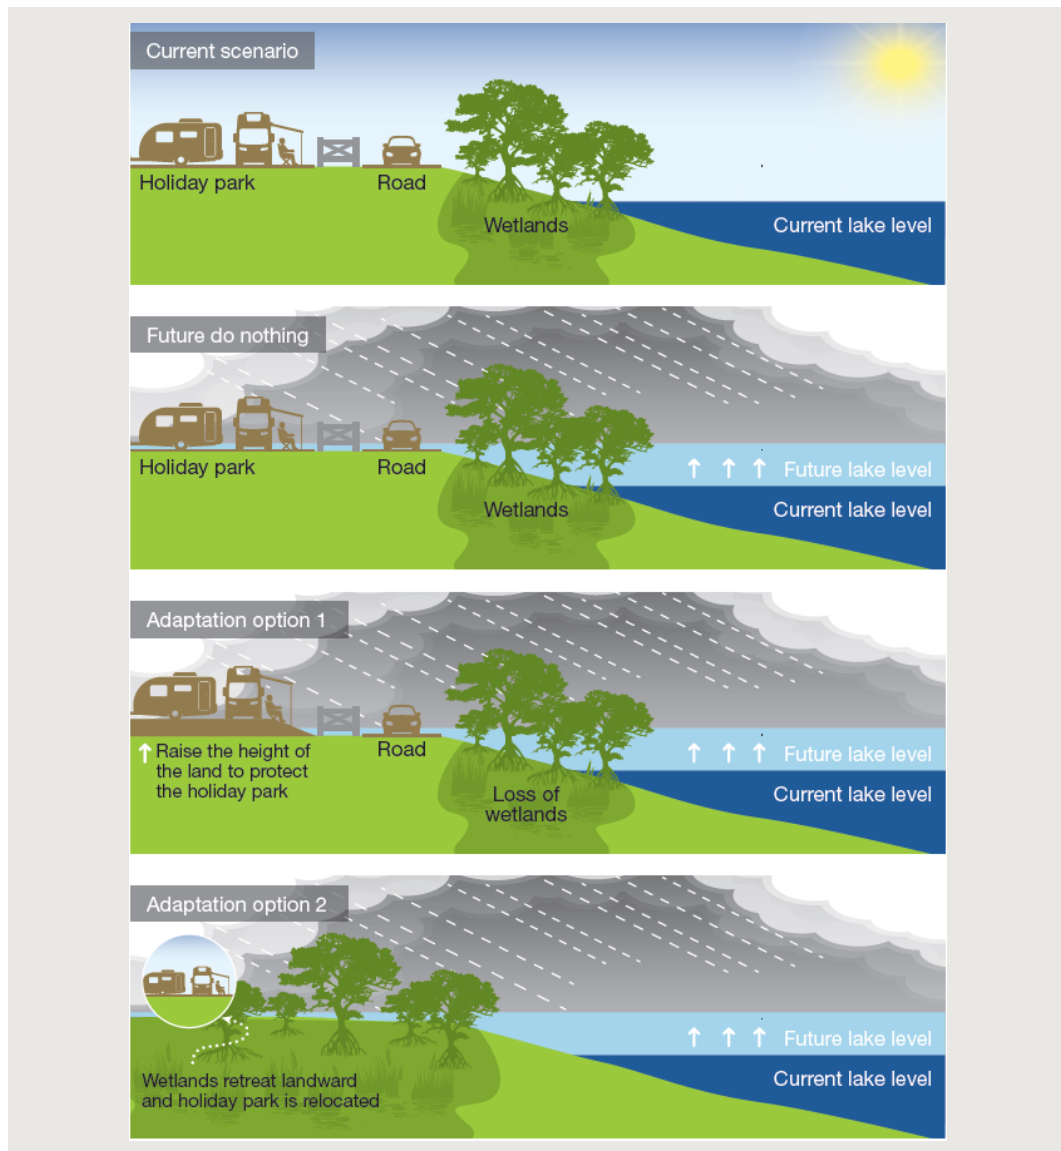 Current scenario
Holiday park
Road
Wetlands
Current lake level
Future do nothing
Holiday park
Road
Future lake level
Wetlands
Current lake level
Adaptation option 1
Raise the height of
the land to protect
the holiday park
Road
Future lake level
Loss of
wetlands
Current lake level
Adaptation option 2
Future lake level
Wetlands retreat landward
and holiday park is relocated
Current lake level